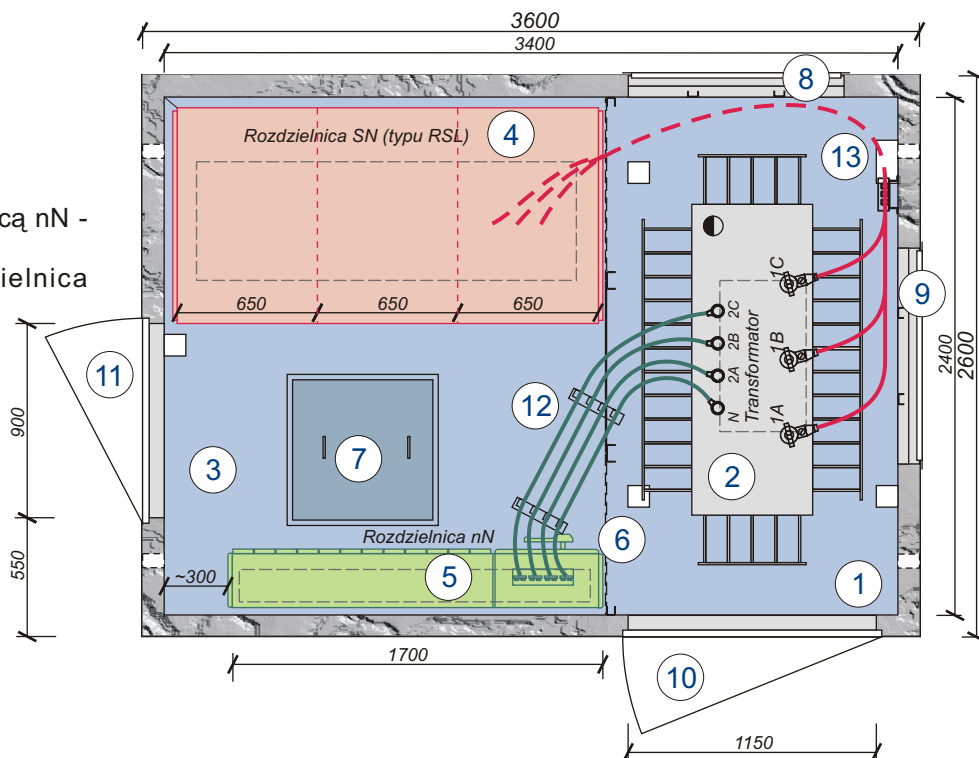 3600
3400
8
Rozdzielnica SN (typu RSL)
4
13
cą nN -
ielnica
1C
9
650
650
650
2C
2B
1B
2A
Transformator
N
1A
2400
2600
11
12
900
3
7
2
Rozdzielnica nN
6
550
~300
5
1
1700
10
1150